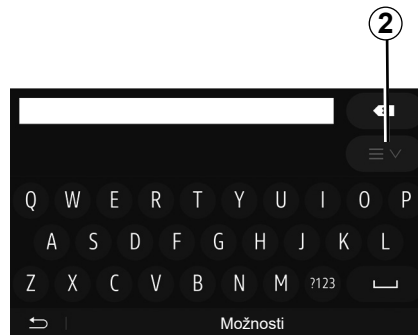 2
Q W E R T Y U I O P
A S D F G H J K L
Z X C V B N M ?123
Možnosti